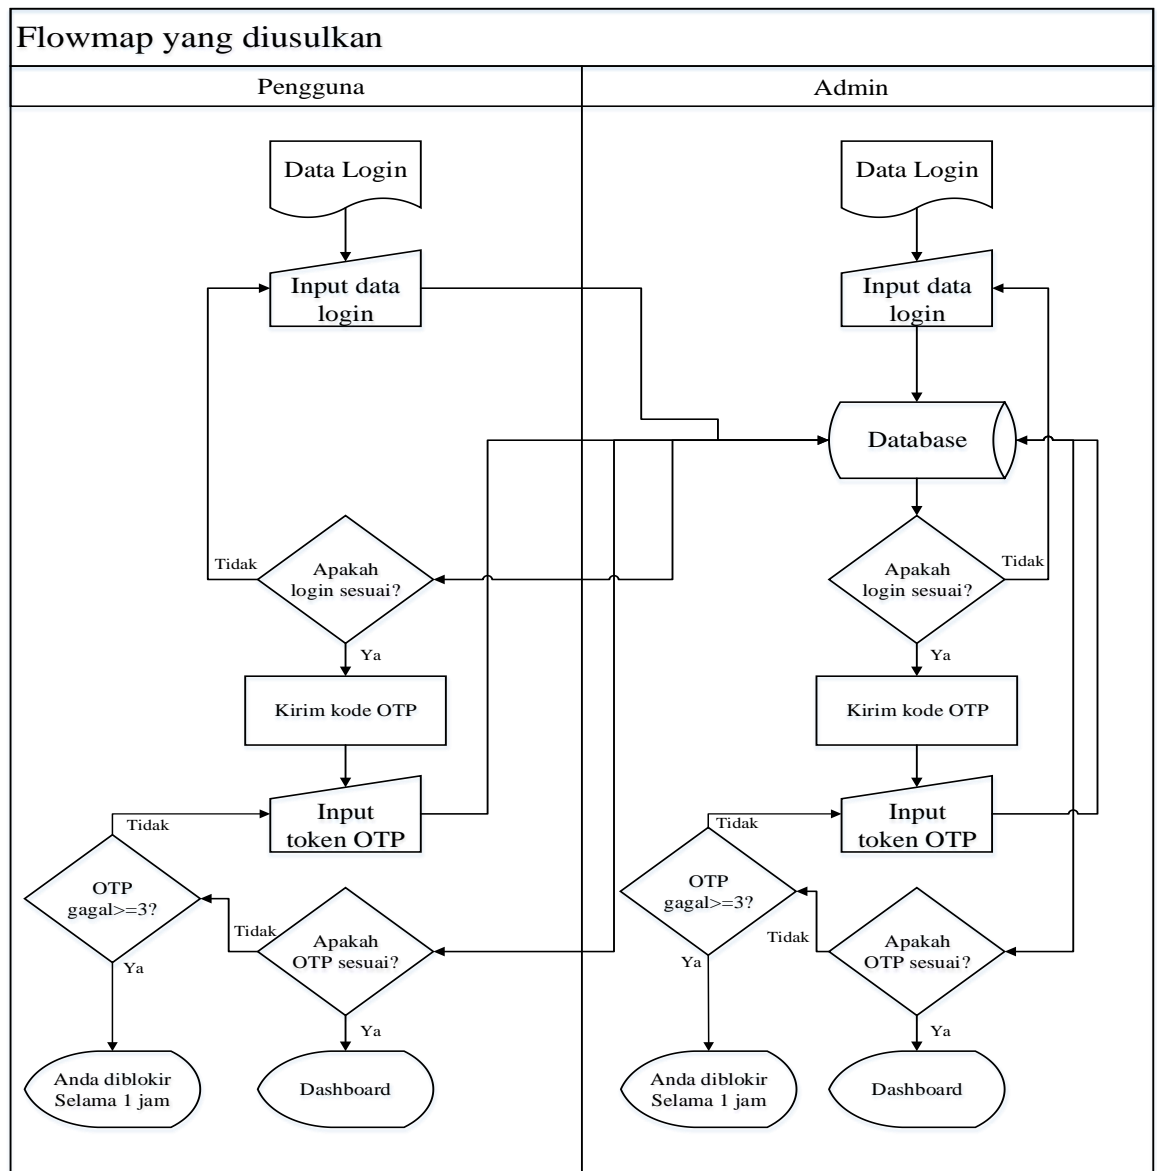 Flowmap yang diusulkan
Pengguna
Admin
Data Login
Data Login
Input data
login
Input data
login
Database
Tidak
Apakah
login sesuai?
Apakah
login sesuai?
Tidak
Ya
Ya
Kirim kode OTP
Kirim kode OTP
Tidak
Input
token OTP
Tidak
Input
token OTP
OTP
gagal>=3?
Tidak
Apakah
OTP sesuai?
OTP
gagal>=3?
Tidak
Apakah
OTP sesuai?
Ya
Ya
Ya
Ya
Anda diblokir
Selama 1 jam
Dashboard
Anda diblokir
Selama 1 jam
Dashboard